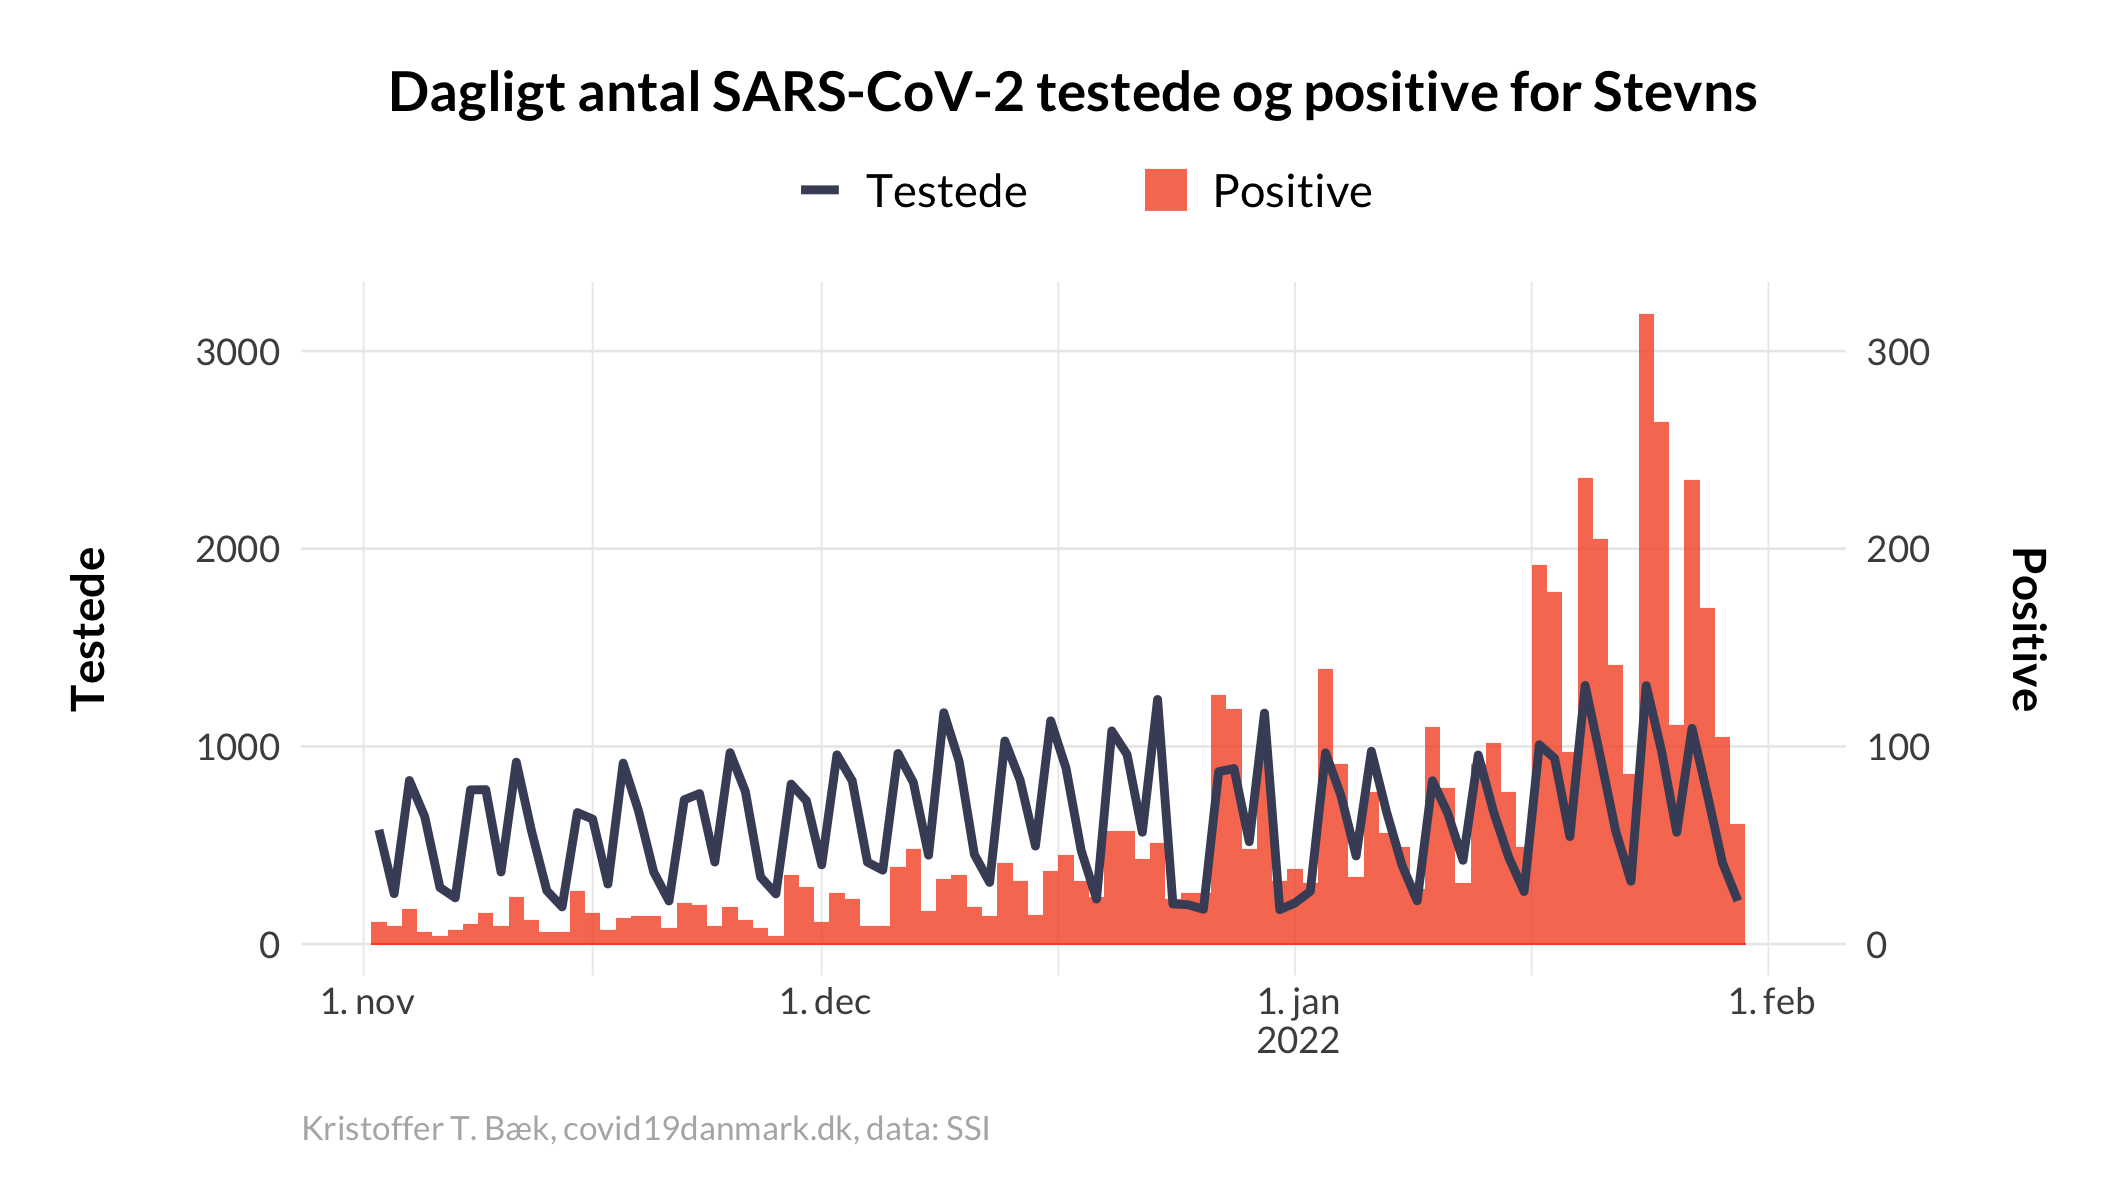 Dagligt antal SARS-CoV-2 testede og positive for Stevns
Testede
Positive
3000
2000
1000
0
Testede
300
200
100
0
Positive
1. nov
1. dec
1. jan
2022
1. feb
Kristoffer T. Bæk, covid19danmark.dk, data: SSI